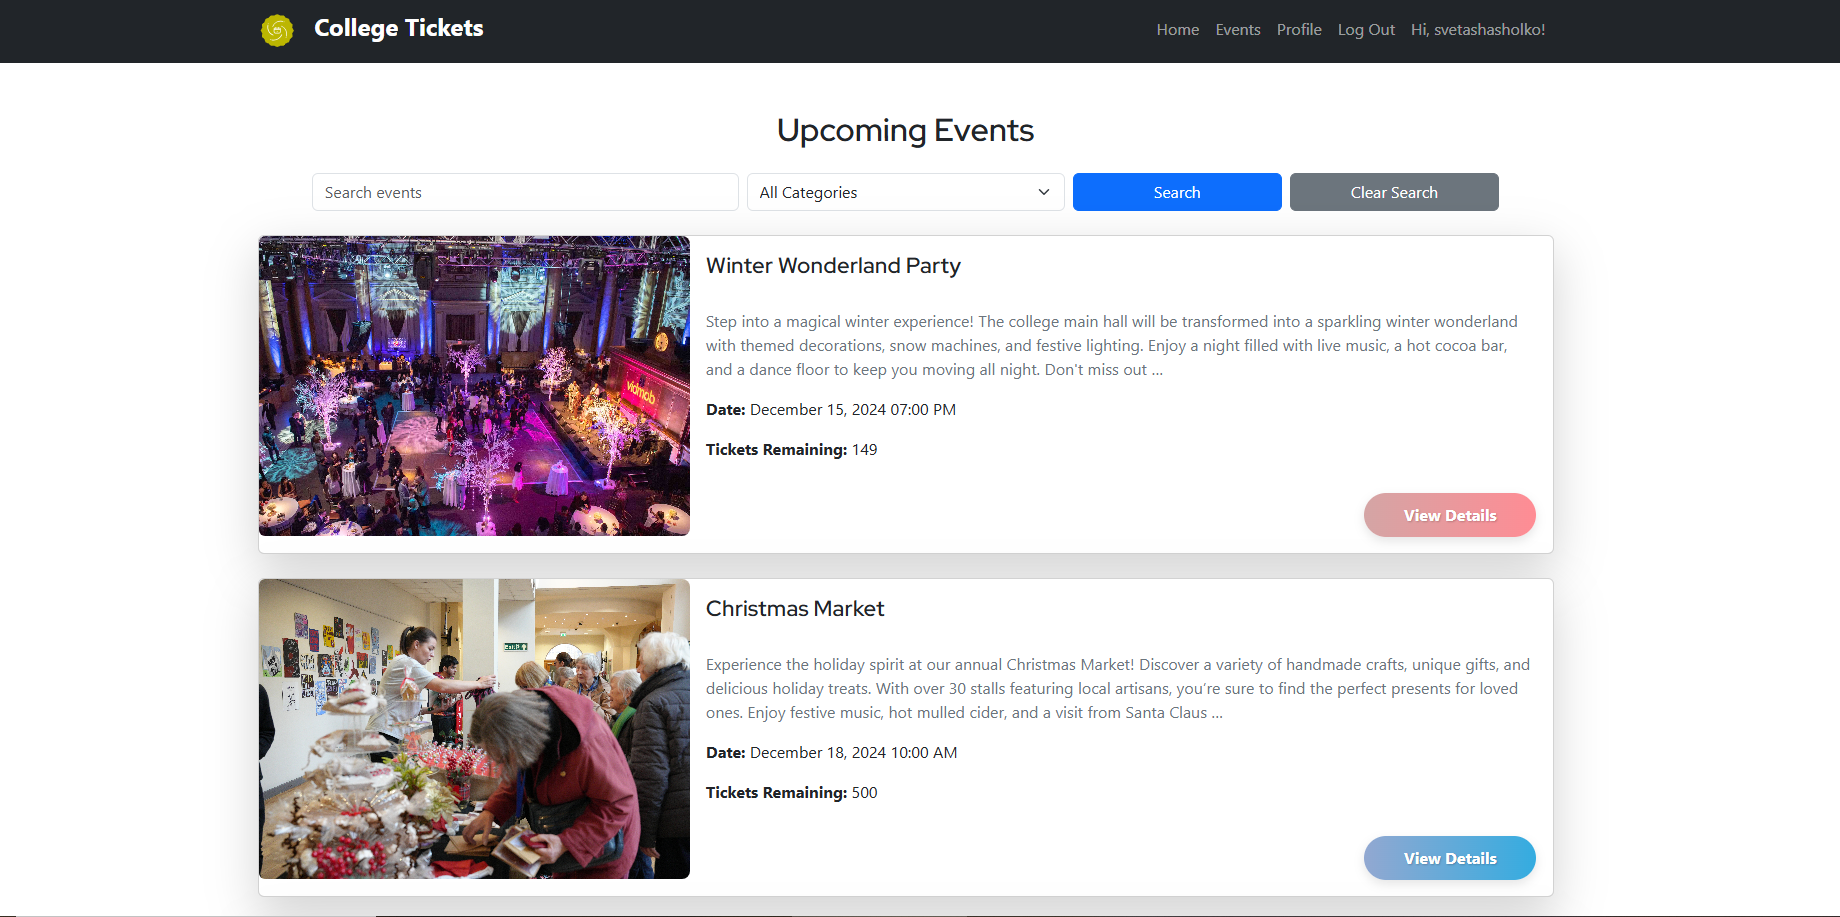 College Tickets
Home Events Profile Log Out Hi, svetashasholko!
Upcoming Events
Search events
All Categories
Search
Clear Search
Winter Wonderland Party
Step into a magical winter experience! The college main hall will be transformed into a sparkling winter wonderland
with themed decorations, snow machines, and festive lighting. Enjoy a night filled with live music, a hot cocoa bar,
and a dance floor to keep you moving all night. Don't miss out ...
Date: December 15, 2024 07:00 PM
Tickets Remaining: 149
vidmob
View Details
Christmas Market
Experience the holiday spirit at our annual Christmas Market! Discover a variety of handmade crafts, unique gifts, and
delicious holiday treats. With over 30 stalls featuring local artisans, you’re sure to find the perfect presents for loved
ones. Enjoy festive music, hot mulled cider, and a visit from Santa Claus ...
Date: December 18, 2024 10:00 AM
Tickets Remaining: 500
Exit
View Details